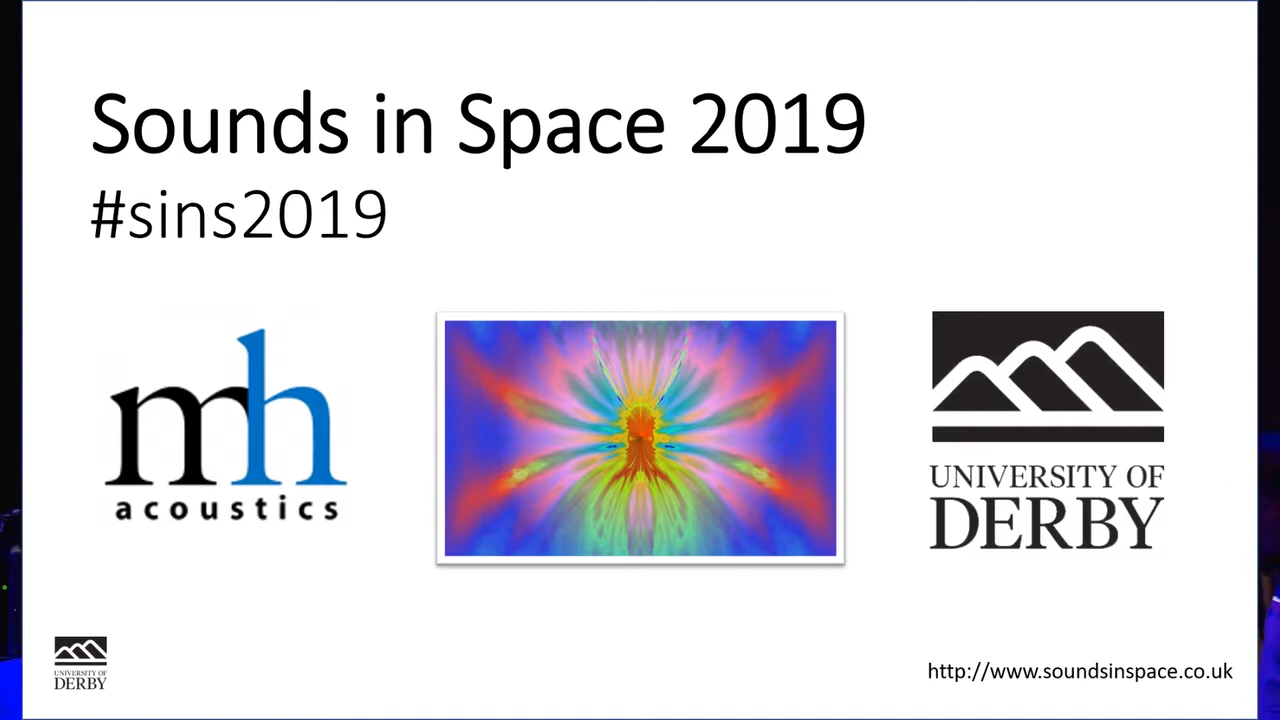 Sounds in Space 2019
#sins2019
mh
acoustics
UNIVERSITY OF
DERBY
UNIVERSITY OF
DERBY
http://www.soundsinspace.co.uk